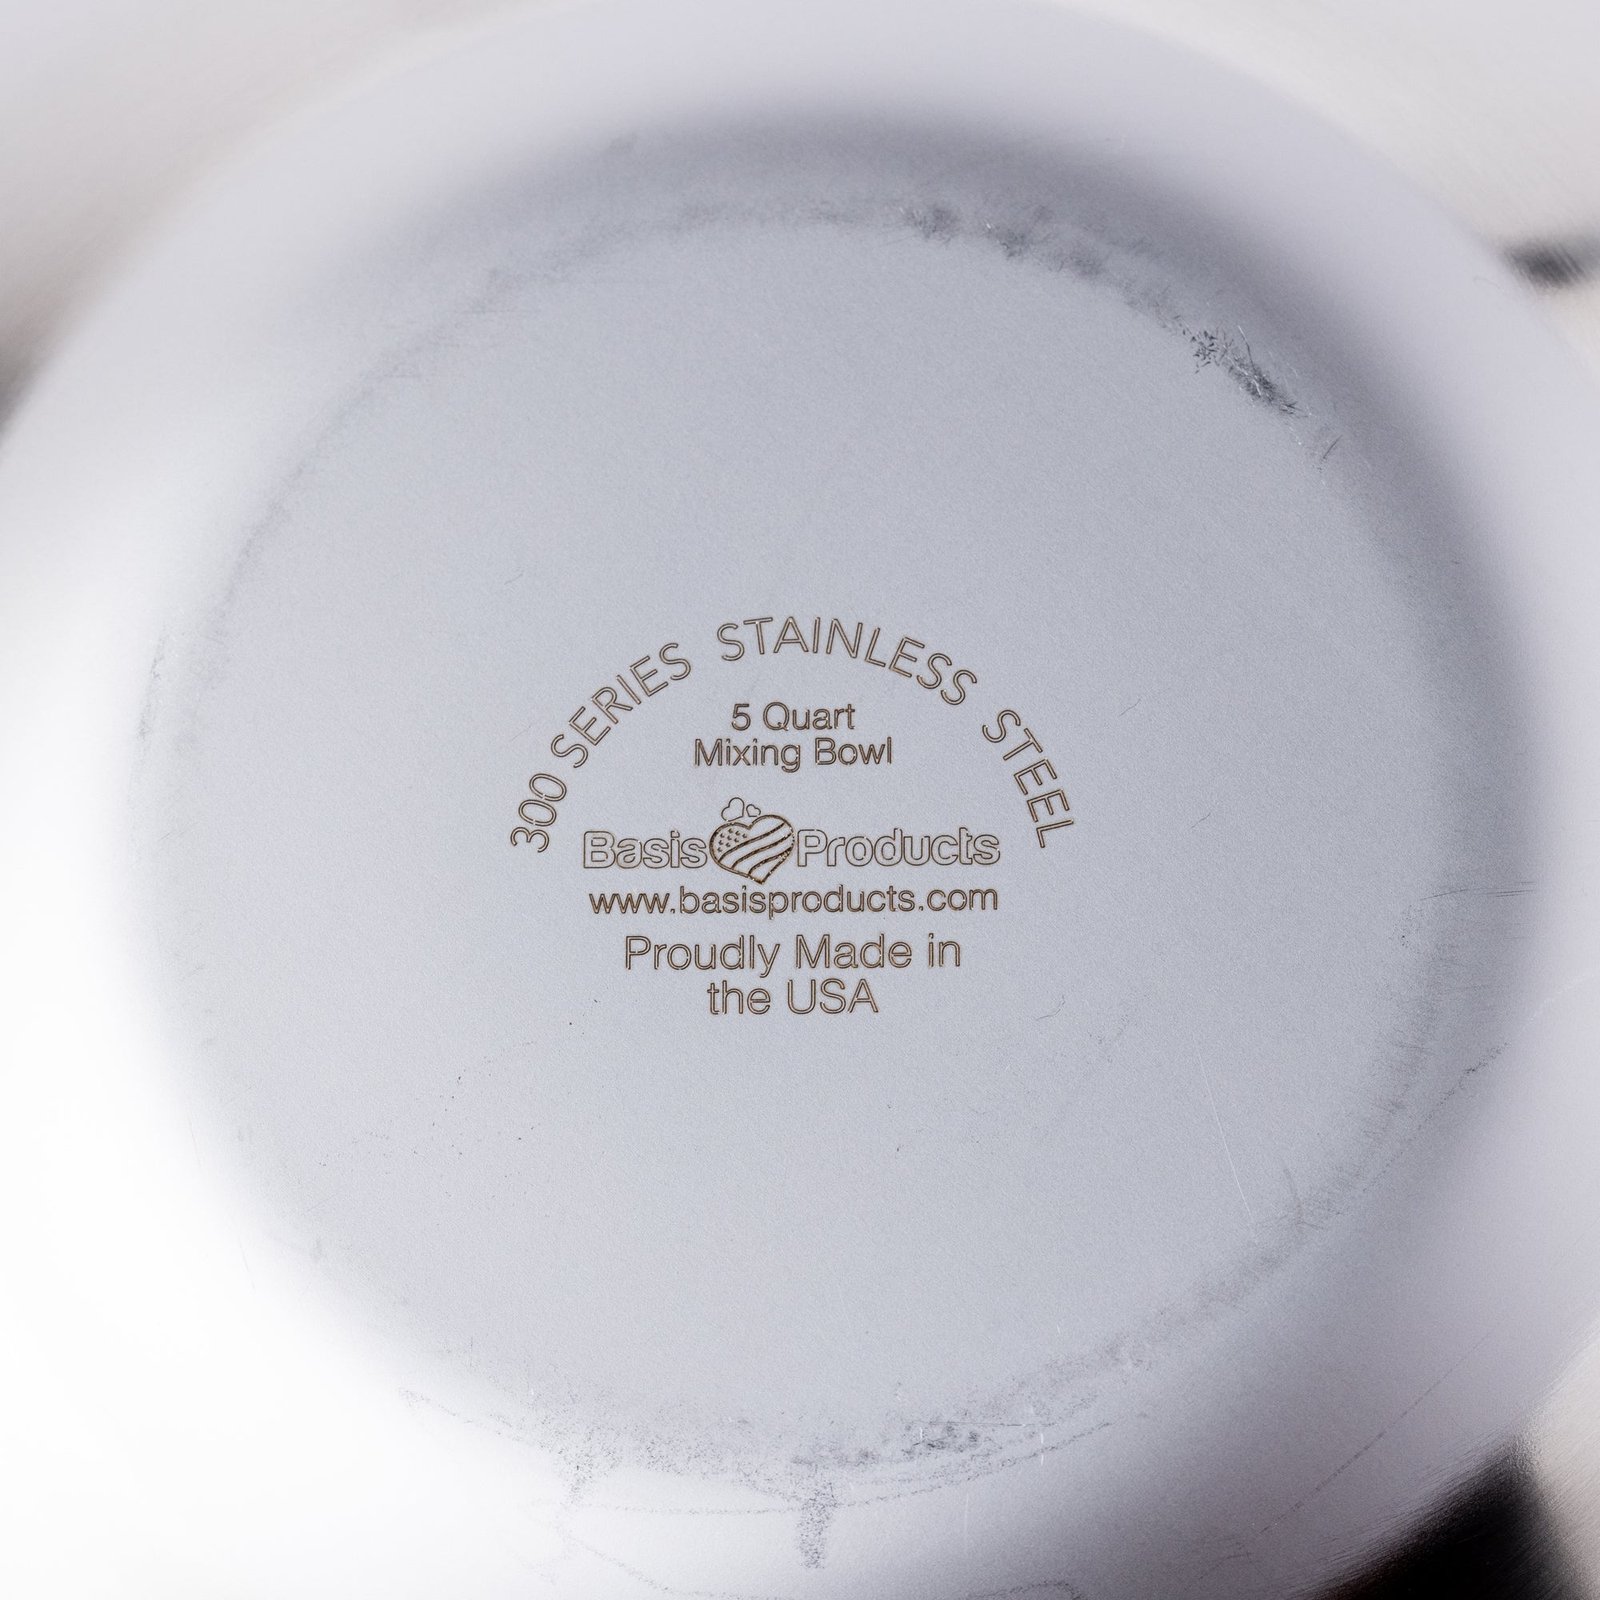 300 SERIES STAINLESS STEEL
5 Quart
Mixing Bowl
Basis Products
www.basisproducts.com
Proudly Made in
the USA